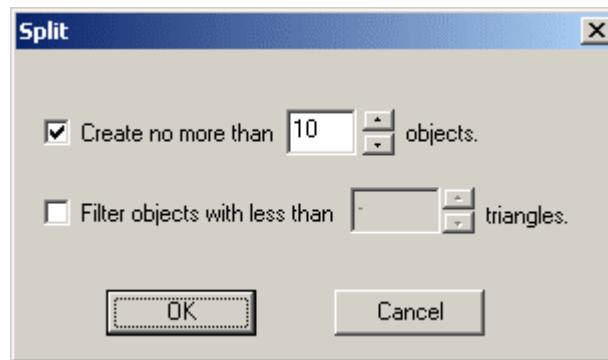 Split
Create no more than 10 objects.
Filter objects with less than - triangles.
OK Cancel